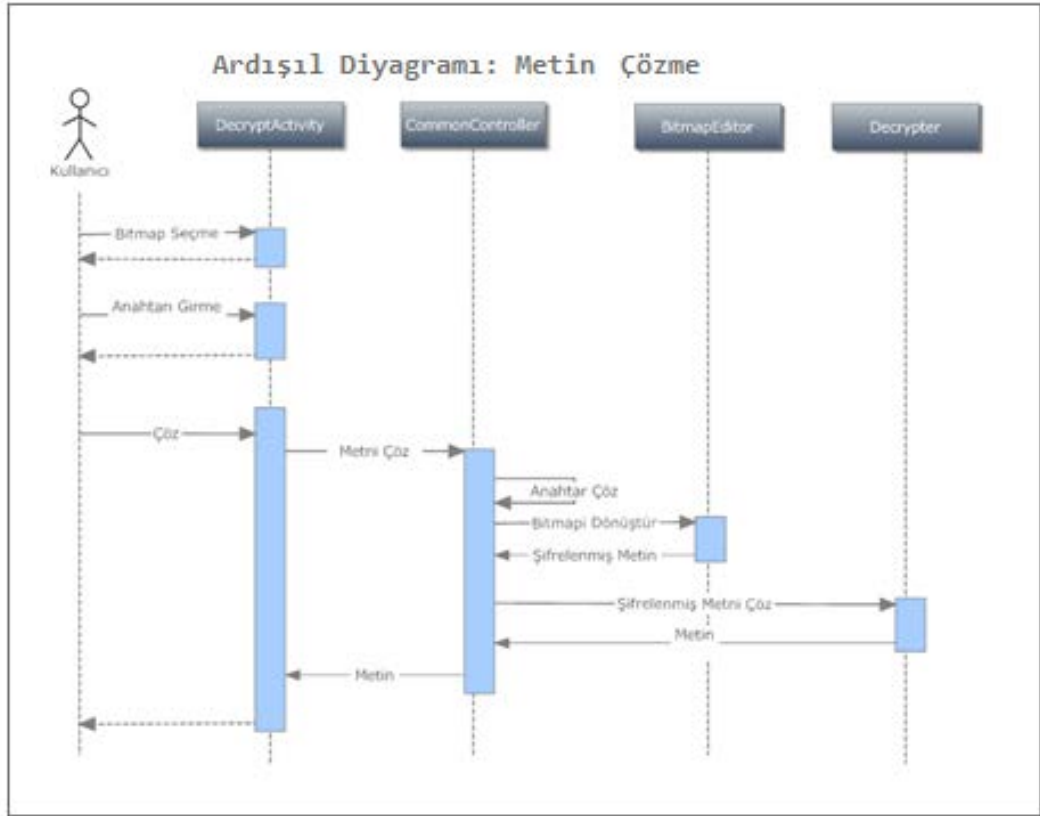 Ardışıl Diyagramı: Metin Çözme
DecryptActivity
CommonController
BitmapEditor
Decrypter
Kullanıcı
Bitmap Seçme
Anahtarı Girme
Çöz
Metni Çöz
Anahtar Çöz
Bitmapi Dönüştür
Şifrelenmiş Metin
Şifrelenmiş Metni Çöz
Metin
Metin